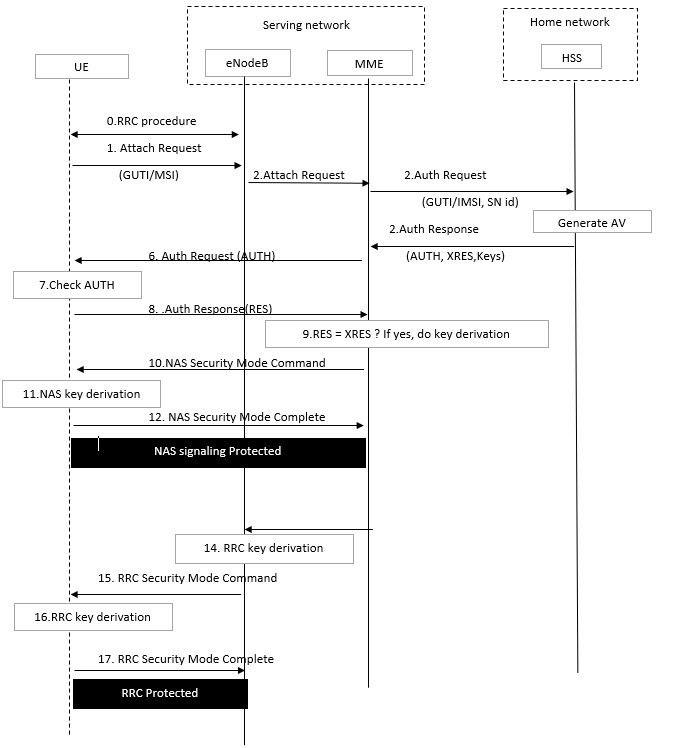 Serving network
Home network
UE
eNodeB
MME
HSS
0.RRC procedure
1. Attach Request
(GUTI/MSI)
2.Attach Request
2.Auth Request
(GUTI/IMSI, SN id)
Generate AV
2.Auth Response
(AUTH, XRES,Keys)
6. Auth Request (AUTH)
7.Check AUTH
8. .Auth Response(RES)
9.RES = XRES ? If yes, do key derivation
10.NAS Security Mode Command
11.NAS key derivation
12. NAS Security Mode Complete
NAS signaling Protected
14. RRC key derivation
15. RRC Security Mode Command
16.RRC key derivation
17. RRC Security Mode Complete
RRC Protected